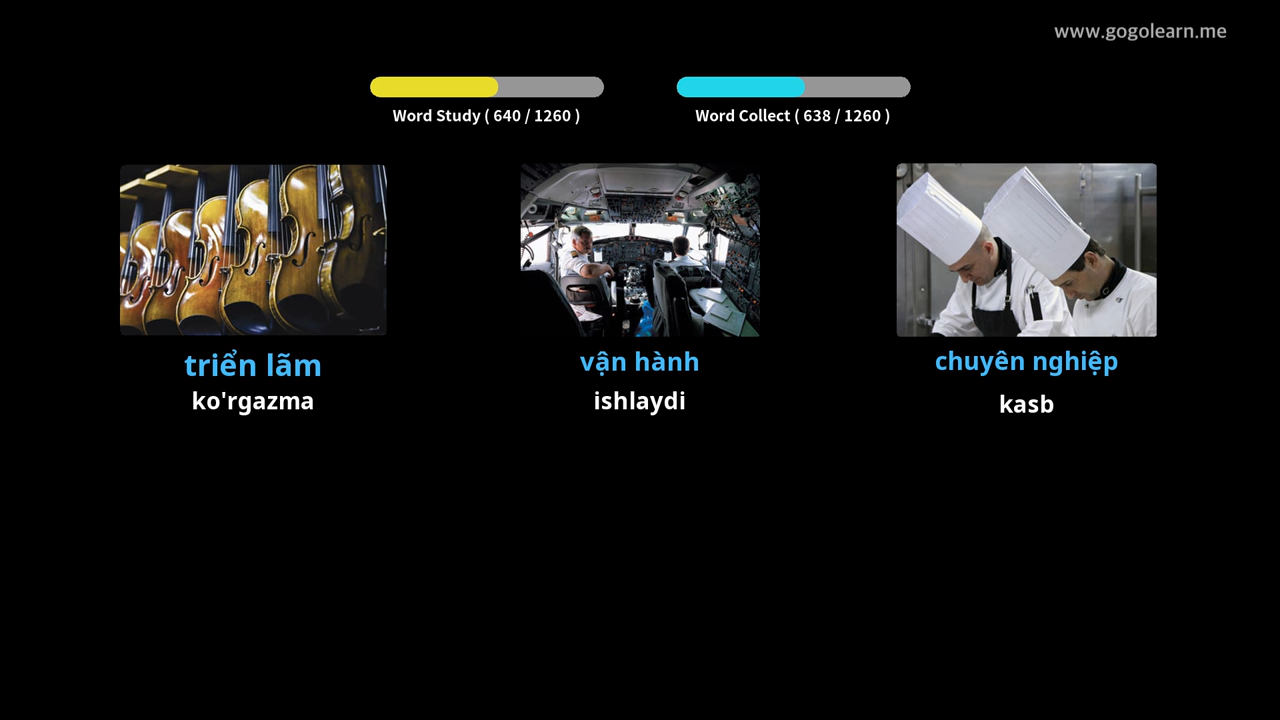 www.gogolearn.me
Word Study ( 640 / 1260 )
Word Collect ( 638 / 1260 )
triển lãm
vận hành
chuyên nghiệp
ko'rgazma
ishlaydi
kasb